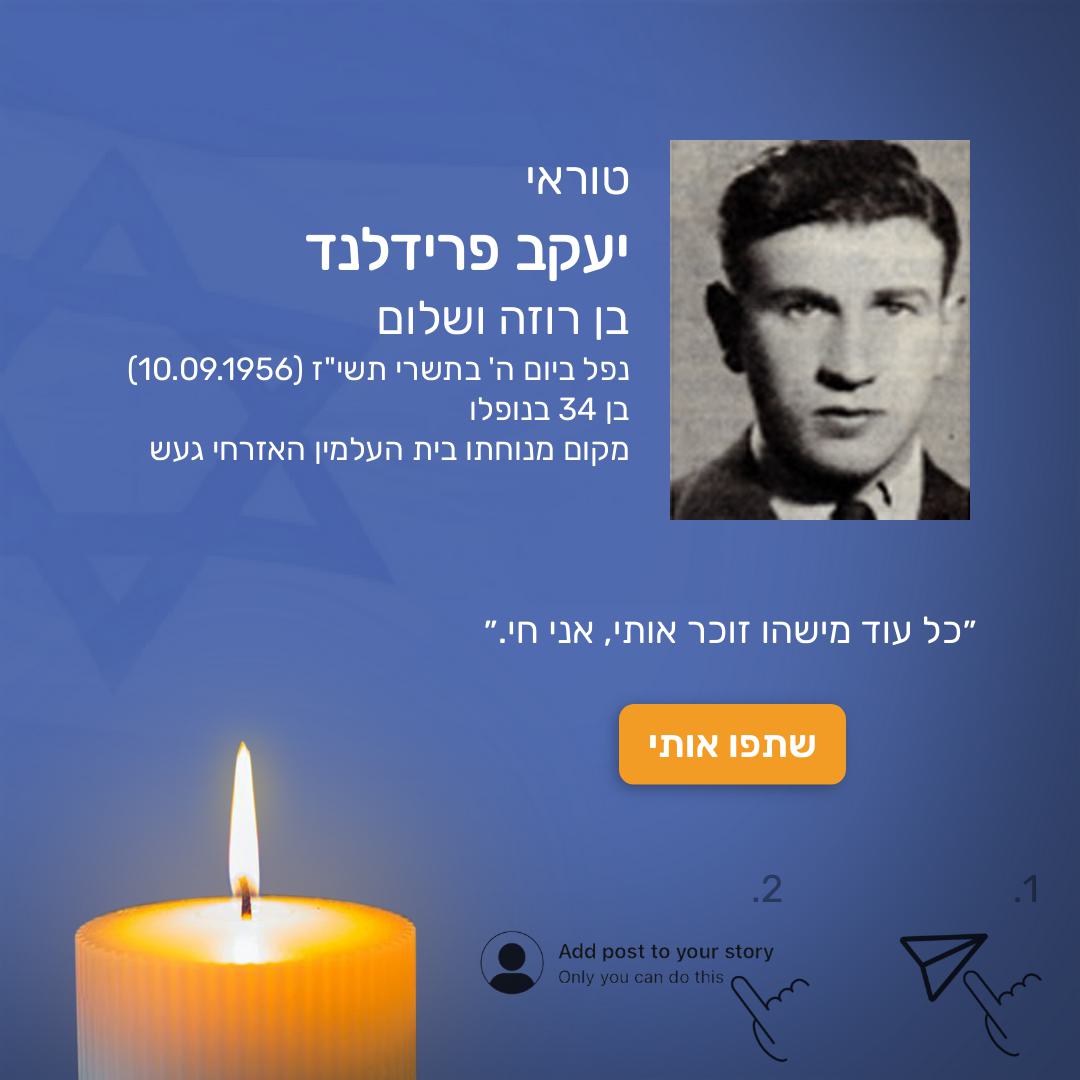 טוראי
יעקב פרידלנד
בן רוזה ושלום
נפל ביום ה' בתשרי תשי"ז (10.09.1956)
בן 34 בנופלו
מקום מנוחתו בית העלמין האזרחי געש
״כל עוד מישהו זוכר אותי, אני חי.״
שתפו אותי
1.
2.
Add post to your story
Only you can do this